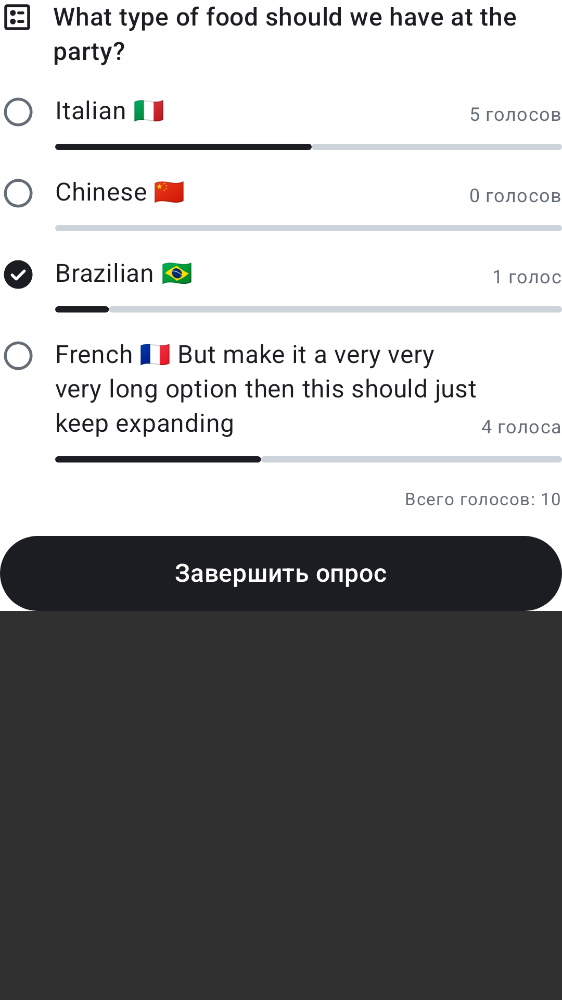 What type of food should we have at the
party?
Italian 🇮🇹
5 голосов
Chinese 🇨🇳
0 голосов
Brazilian 🇧🇷
1 голос
French 🇫🇷 But make it a very very
very long option then this should just
keep expanding
4 голоса
Всего голосов: 10
Завершить опрос